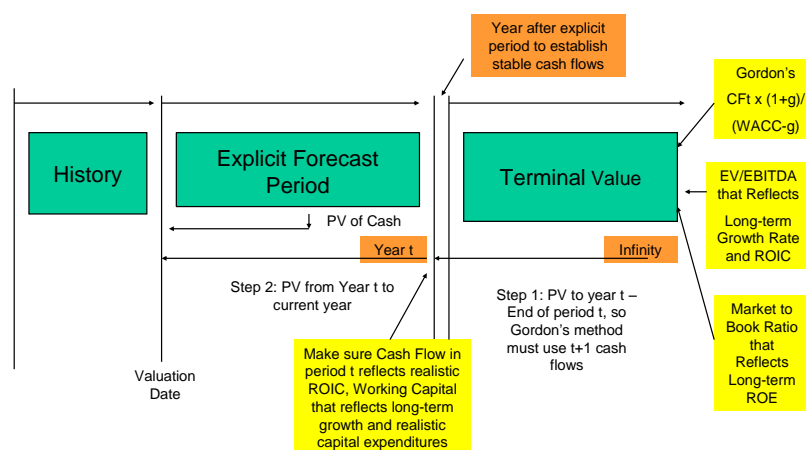 Year after explicit
period to establish
stable cash flows
Gordon's
CFt x (1+g)/
(WACC-g)
History
Explicit Forecast
Period
Terminal Value
EV/EBITDA
that Reflects
Long-term
Growth Rate
and ROIC
PV of Cash
Year t
Infinity
Step 2: PV from Year t to
current year
Step 1: PV to year t –
End of period t, so
Gordon's method
must use t+1 cash
flows
Market to
Book Ratio
that
Reflects
Long-term
ROE
Make sure Cash Flow in
period t reflects realistic
ROIC, Working Capital
that reflects long-term
growth and realistic
capital expenditures
Valuation
Date